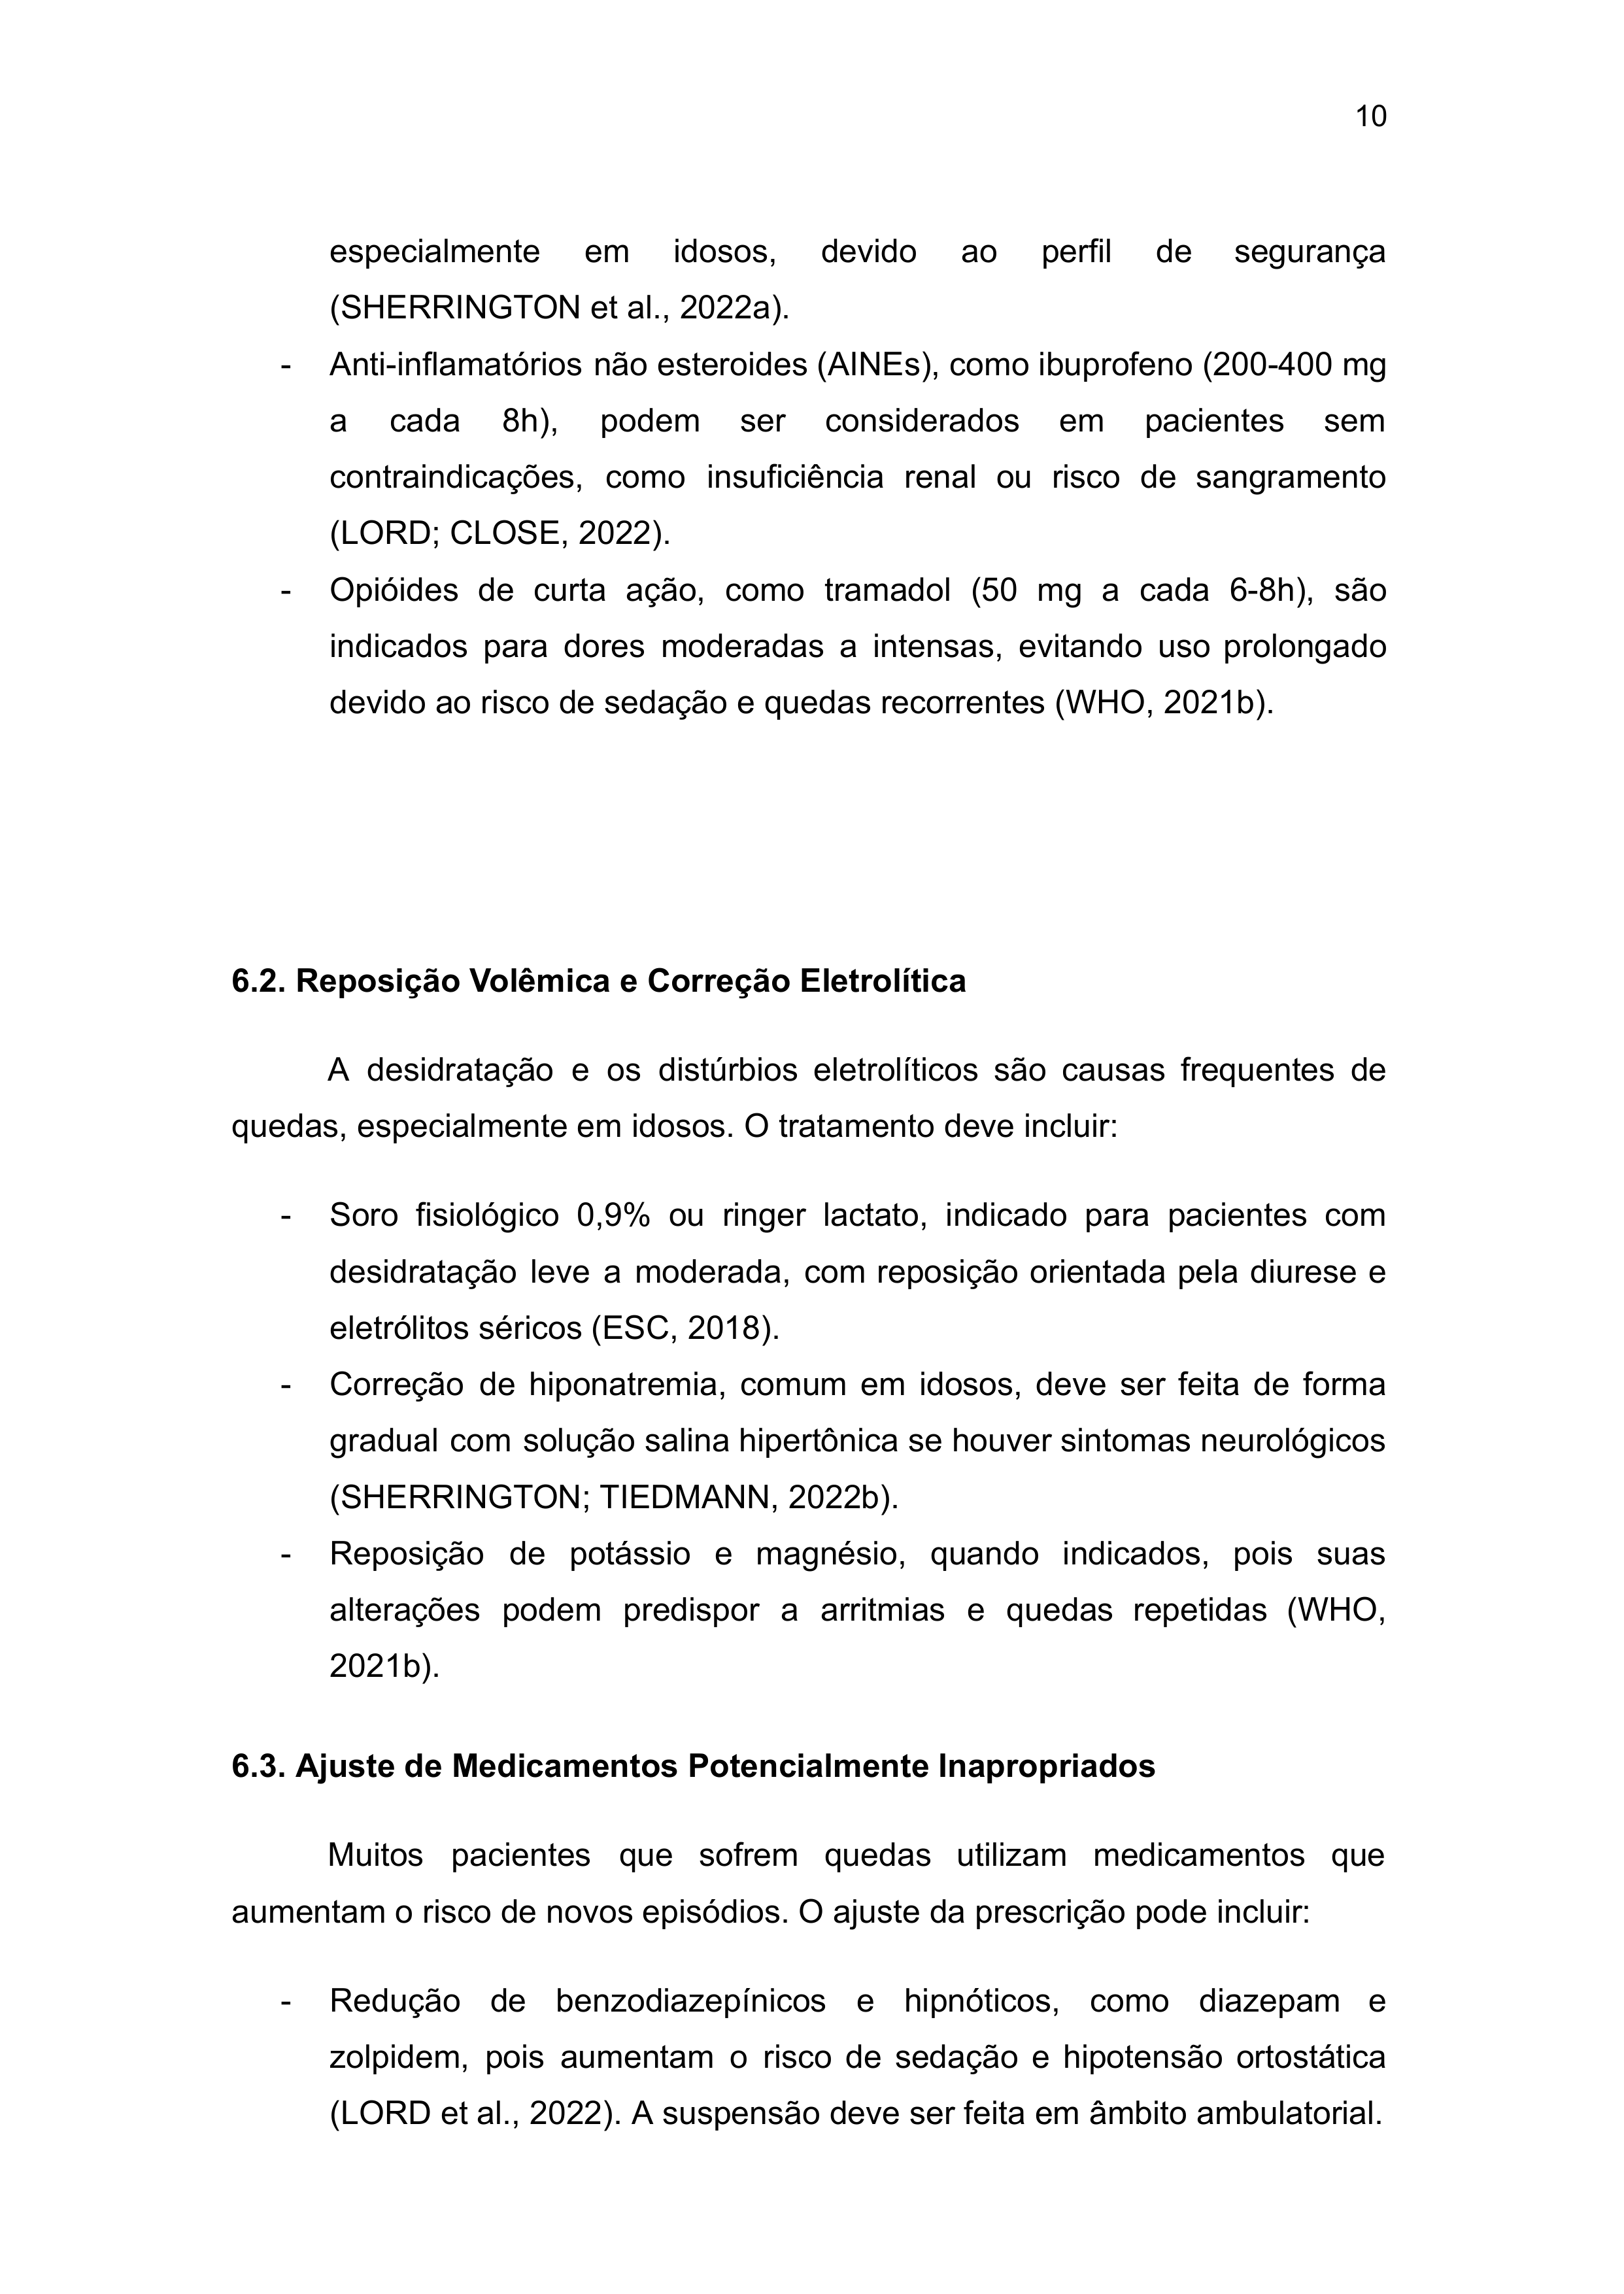 10
especialmente em idosos, devido ao perfil de segurança
(SHERRINGTON et al., 2022a).
- Anti-inflamatórios não esteroides (AINEs), como ibuprofeno (200-400 mg
a cada 8h), podem ser considerados em pacientes sem
contraindicações, como insuficiência renal ou risco de sangramento
(LORD; CLOSE, 2022).
- Opióides de curta ação, como tramadol (50 mg a cada 6-8h), são
indicados para dores moderadas a intensas, evitando uso prolongado
devido ao risco de sedação e quedas recorrentes (WHO, 2021b).
6.2. Reposição Volêmica e Correção Eletrolítica
A desidratação e os distúrbios eletrolíticos são causas frequentes de
quedas, especialmente em idosos. O tratamento deve incluir:
- Soro fisiológico 0,9% ou ringer lactato, indicado para pacientes com
desidratação leve a moderada, com reposição orientada pela diurese e
eletrólitos séricos (ESC, 2018).
- Correção de hiponatremia, comum em idosos, deve ser feita de forma
gradual com solução salina hipertônica se houver sintomas neurológicos
(SHERRINGTON; TIEDMANN, 2022b).
- Reposição de potássio e magnésio, quando indicados, pois suas
alterações podem predispor a arritmias e quedas repetidas (WHO,
2021b).
6.3. Ajuste de Medicamentos Potencialmente Inapropriados
Muitos pacientes que sofrem quedas utilizam medicamentos que
aumentam o risco de novos episódios. O ajuste da prescrição pode incluir:
- Redução de benzodiazepínicos e hipnóticos, como diazepam e
zolpidem, pois aumentam o risco de sedação e hipotensão ortostática
(LORD et al., 2022). A suspensão deve ser feita em âmbito ambulatorial.